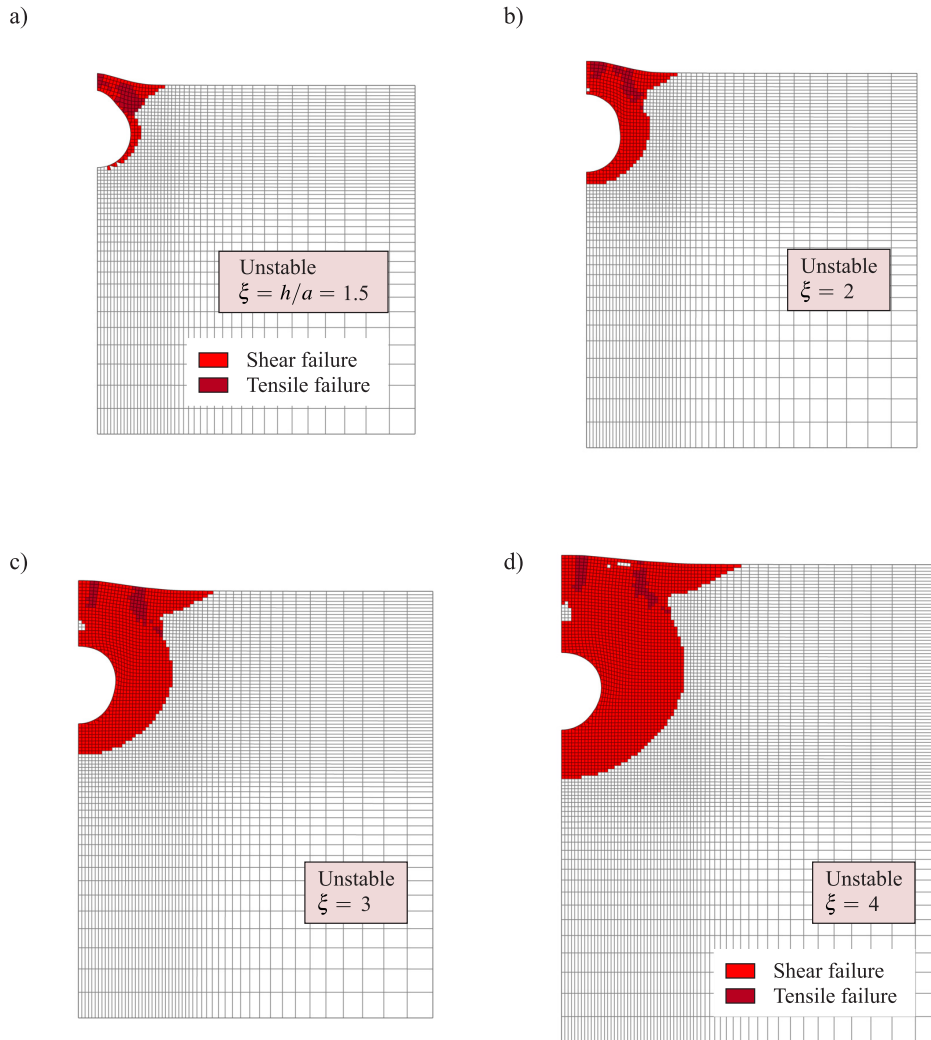 a)
b)
Unstable
ξ = h/a = 1.5
Shear failure
Tensile failure
Unstable
ξ = 2
c)
d)
Unstable
ξ = 3
Unstable
ξ = 4
Shear failure
Tensile failure